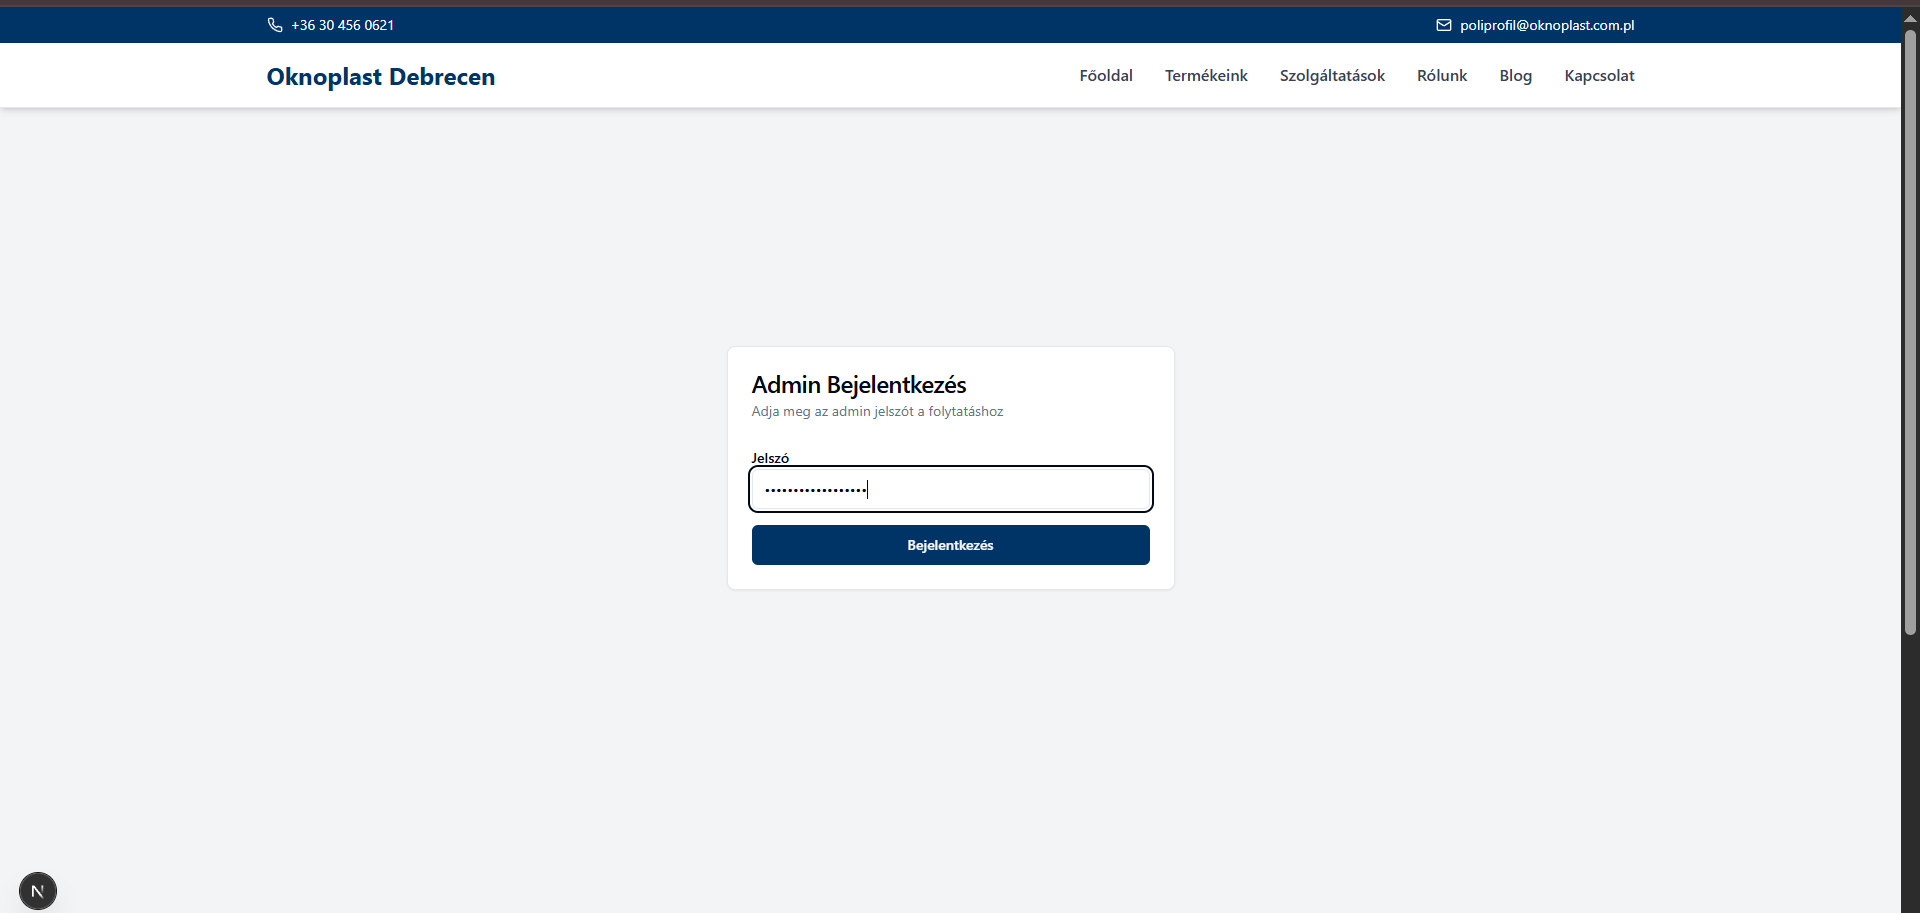 +36 30 456 0621
poliprofil@oknoplast.com.pl
Oknoplast Debrecen
Főoldal
Termékeink
Szolgáltatások
Rólunk
Blog
Kapcsolat
Admin Bejelentkezés
Adja meg az admin jelszót a folytatáshoz
Jelszó
••••••••••••••••••
Bejelentkezés
N